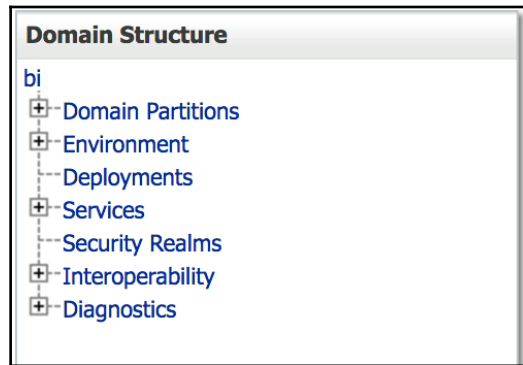 Domain Structure
bi
Domain Partitions
Environment
Deployments
Services
Security Realms
Interoperability
Diagnostics